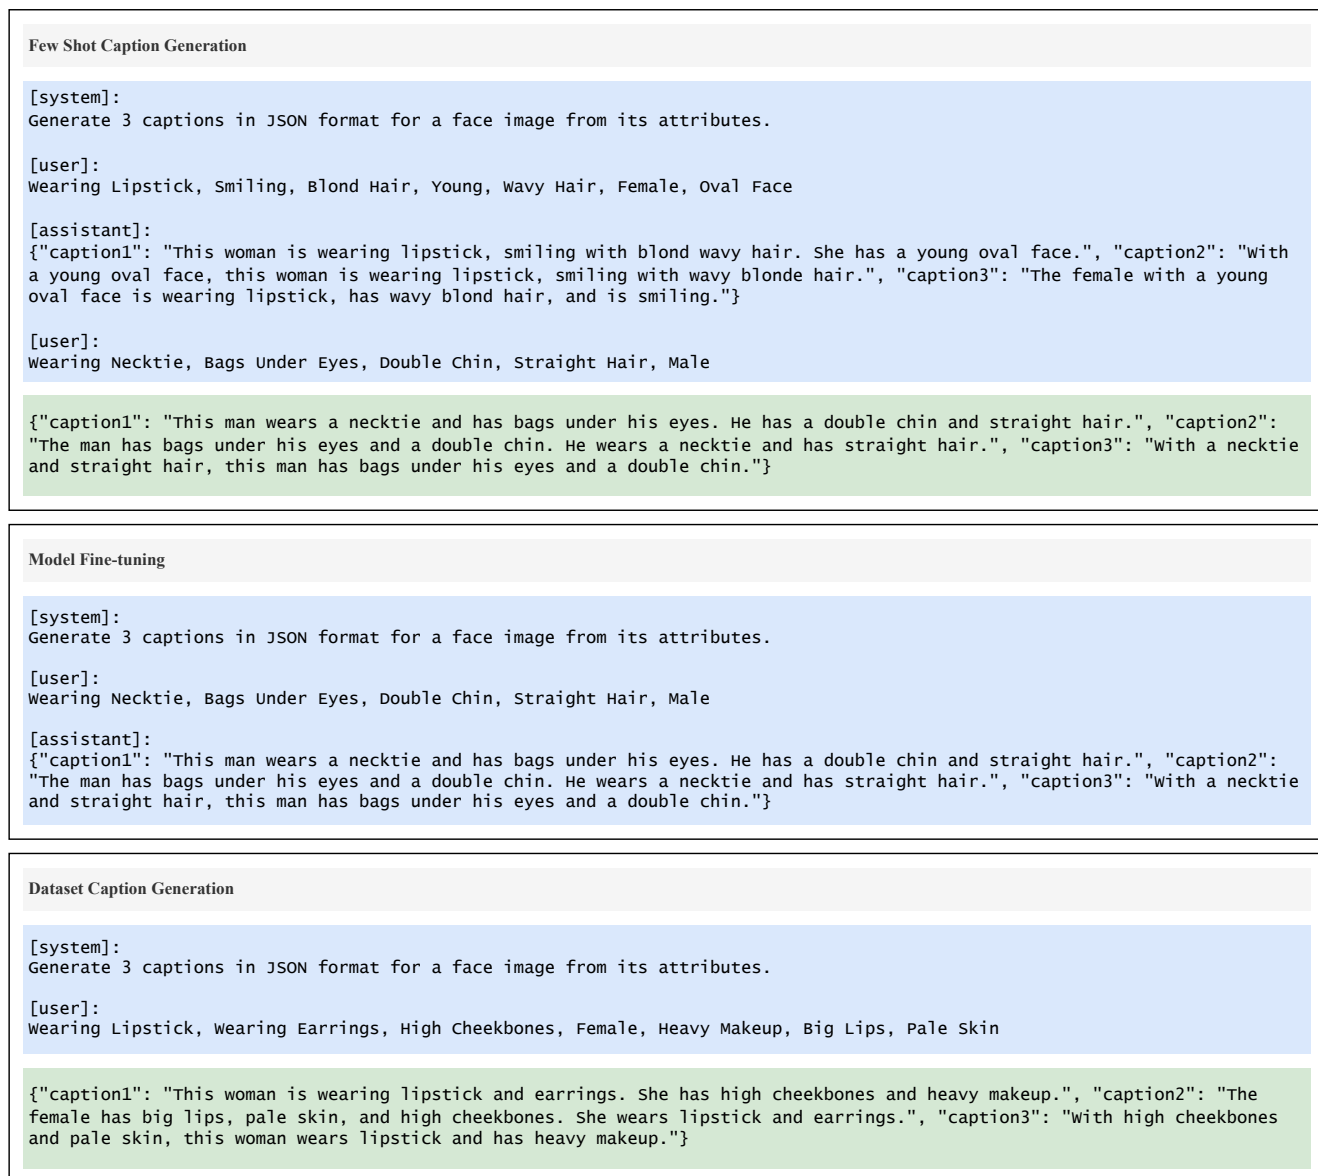 Few Shot Caption Generation
[system]:
Generate 3 captions in JSON format for a face image from its attributes.
[user]:
Wearing Lipstick, Smiling, Blond Hair, Young, Wavy Hair, Female, Oval Face
[assistant]:
{"caption1": "This woman is wearing lipstick, smiling with blond wavy hair. She has a young oval face.", "caption2": "With
a young oval face, this woman is wearing lipstick, smiling with wavy blonde hair.", "caption3": "The female with a young
oval face is wearing lipstick, has wavy blond hair, and is smiling."}
[user]:
Wearing Necktie, Bags Under Eyes, Double Chin, Straight Hair, Male
{"caption1": "This man wears a necktie and has bags under his eyes. He has a double chin and straight hair.", "caption2":
"The man has bags under his eyes and a double chin. He wears a necktie and has straight hair.", "caption3": "With a necktie
and straight hair, this man has bags under his eyes and a double chin."}
Model Fine-tuning
[system]:
Generate 3 captions in JSON format for a face image from its attributes.
[user]:
Wearing Necktie, Bags Under Eyes, Double Chin, Straight Hair, Male
[assistant]:
{"caption1": "This man wears a necktie and has bags under his eyes. He has a double chin and straight hair.", "caption2":
"The man has bags under his eyes and a double chin. He wears a necktie and has straight hair.", "caption3": "With a necktie
and straight hair, this man has bags under his eyes and a double chin."}
Dataset Caption Generation
[system]:
Generate 3 captions in JSON format for a face image from its attributes.
[user]:
Wearing Lipstick, Wearing Earrings, High Cheekbones, Female, Heavy Makeup, Big Lips, Pale Skin
{"caption1": "This woman is wearing lipstick and earrings. She has high cheekbones and heavy makeup.", "caption2": "The
female has big lips, pale skin, and high cheekbones. She wears lipstick and earrings.", "caption3": "With high cheekbones
and pale skin, this woman wears lipstick and has heavy makeup."}